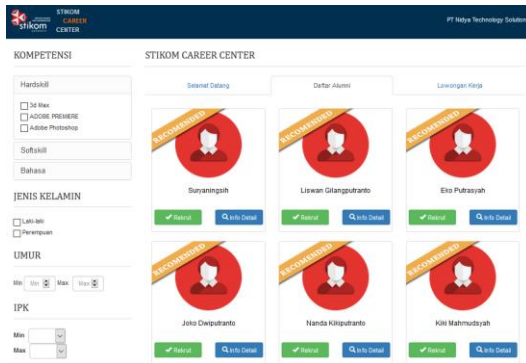 stikom
STIKOM
CAREER
CENTER
PT Nidya Technology Solution
KOMPETENSI
Hardskill
3d Max
ADOBE PREMIERE
Adobe Photoshop
Softskill
Bahasa
JENIS KELAMIN
Laki-laki
Perempuan
UMUR
Min Min Max Max
IPK
Min
Max
STIKOM CAREER CENTER
Selamat Datang Daftar Alumni Lowongan Kerja
RECOMENDED RECOMENDED RECOMENDED
Suryaningsih Liswan Gilangputranto Eko Putrasyah
Rekrut Info Detail Rekrut Info Detail Rekrut Info Detail
RECOMENDED RECOMENDED RECOMENDED
Joko Dwiputranto Nanda Kikiputranto Kiki Mahmudsyah
Rekrut Info Detail Rekrut Info Detail Rekrut Info Detail